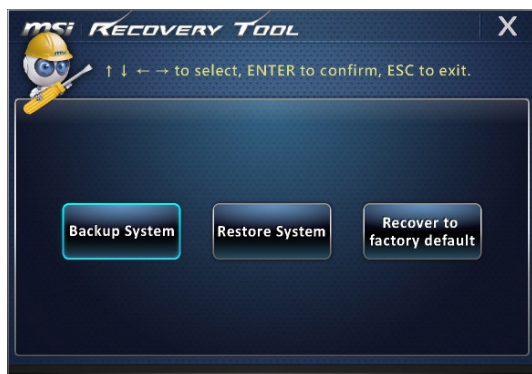 msi RECOVERY TOOL X
↑ ↓ ← → to select, ENTER to confirm, ESC to exit.
Backup System
Restore System
Recover to
factory default